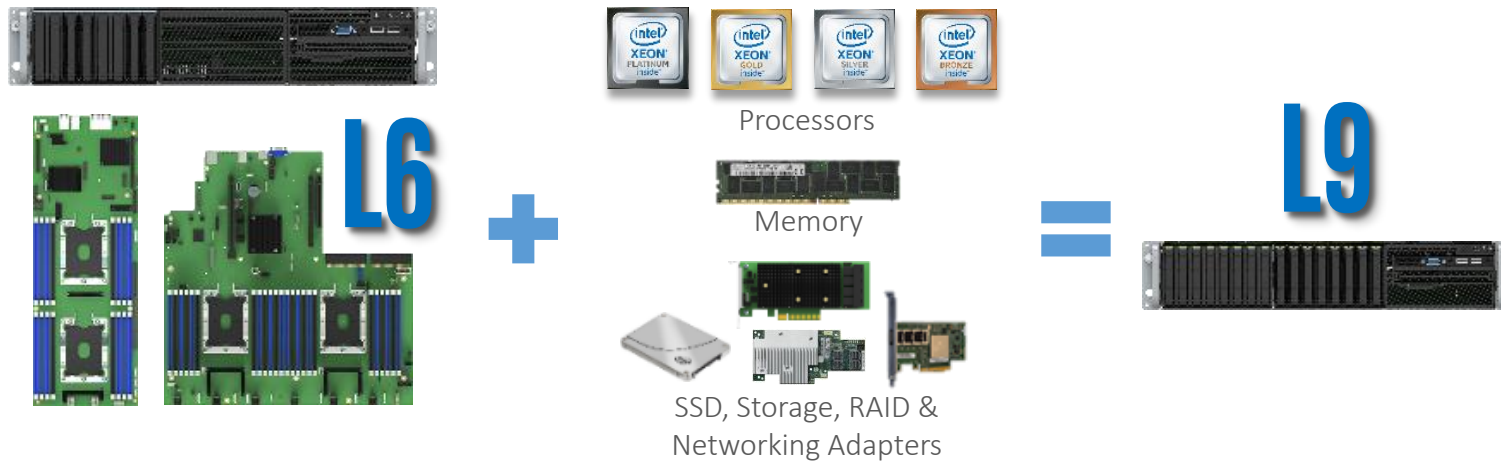 L6
intel
XEON
PLATINUM
inside
intel
XEON
GOLD
inside
intel
XEON
SILVER
inside
intel
XEON
BRONZE
inside
Processors
Memory
SSD, Storage, RAID &
Networking Adapters
L9